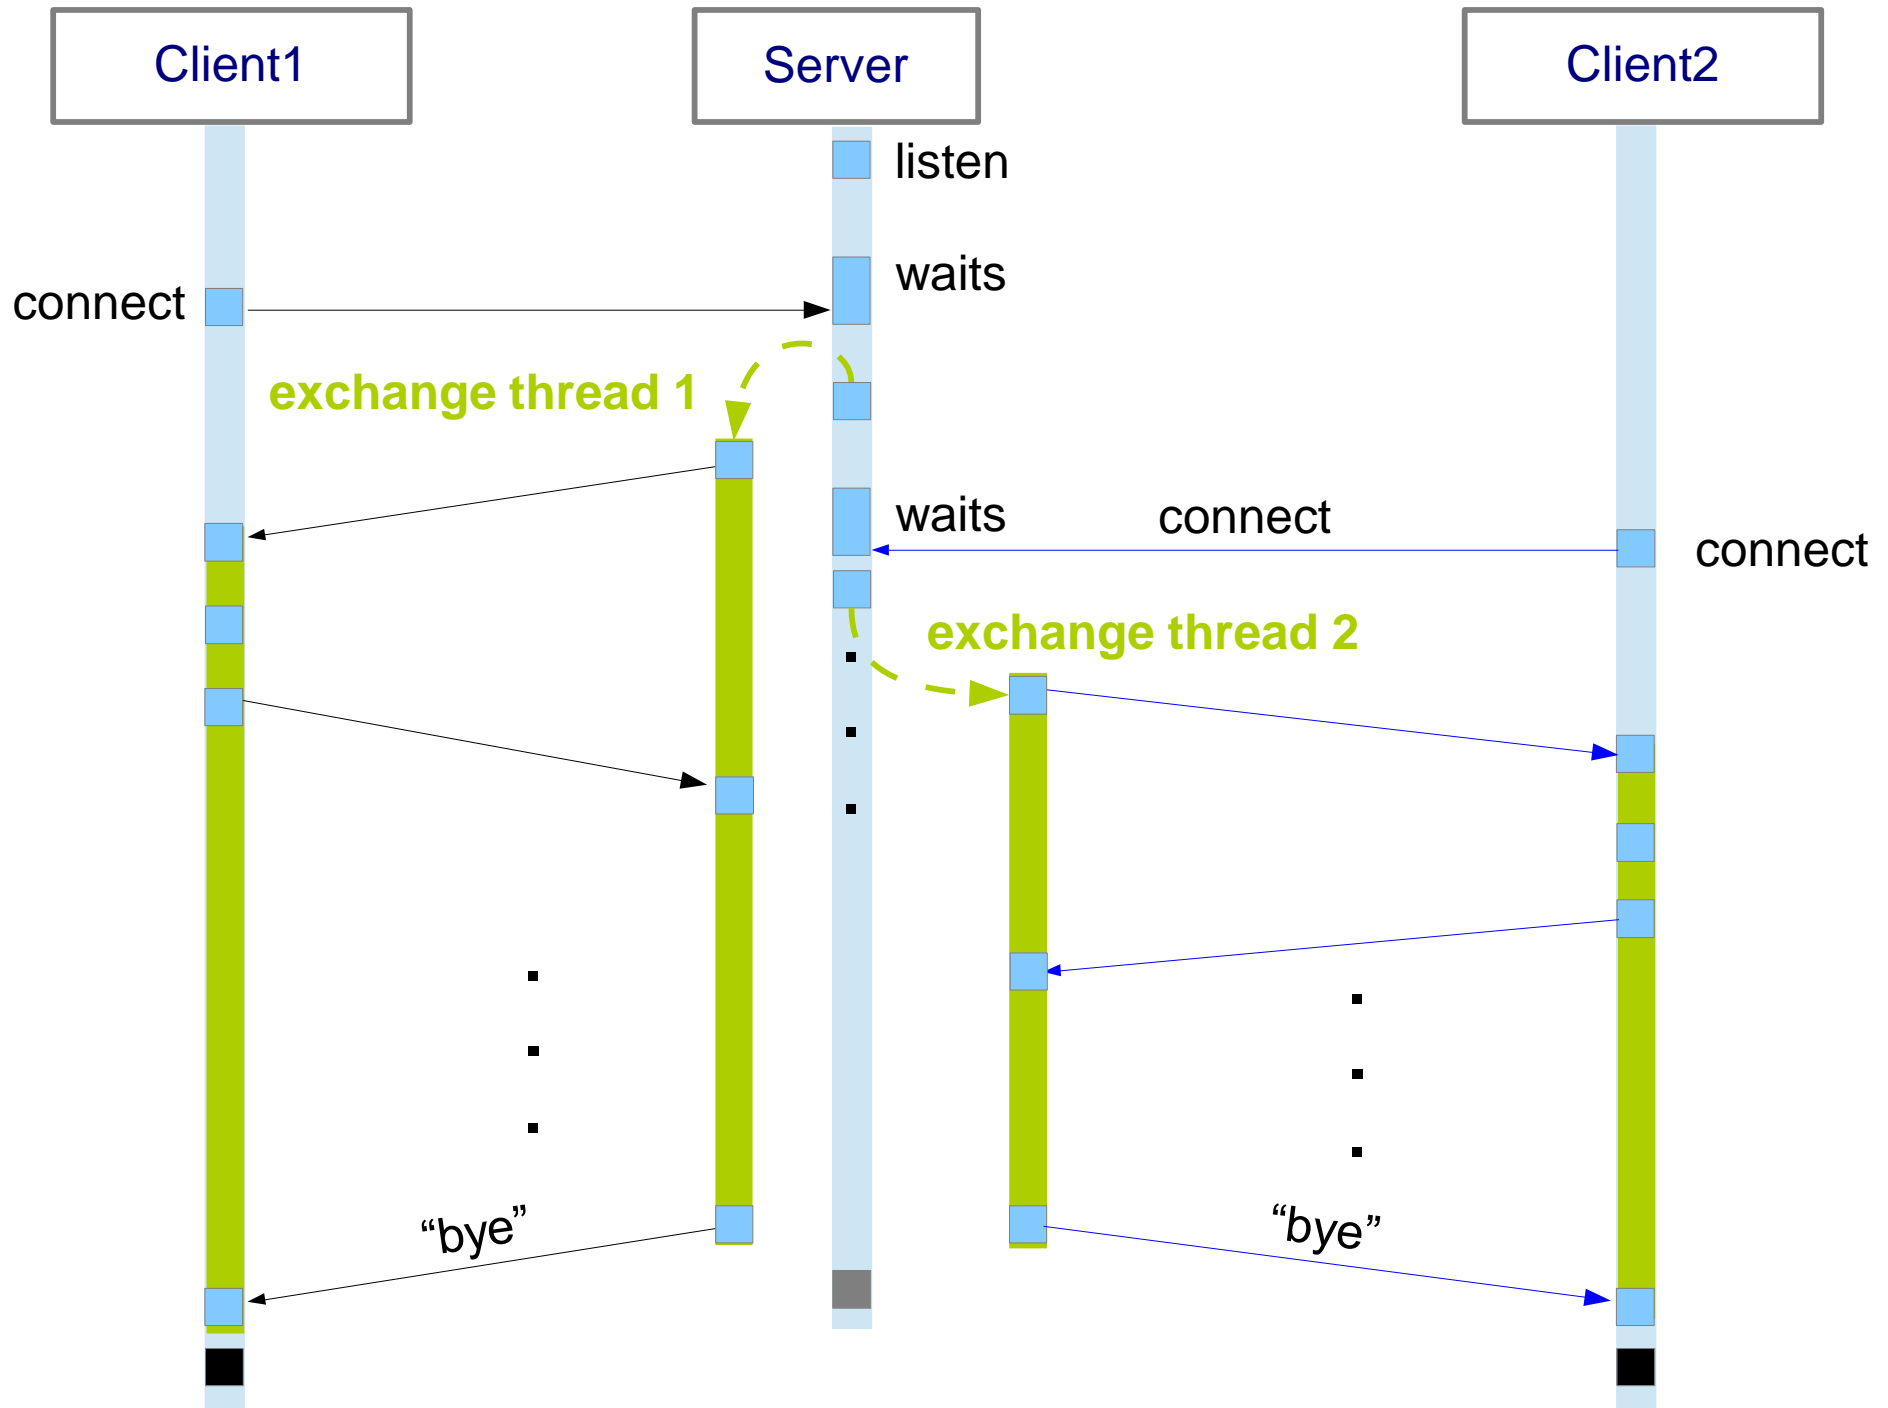 Client1
Server
Client2
listen
waits
connect
exchange thread 1
waits
connect
connect
exchange thread 2
“bye”
“bye”